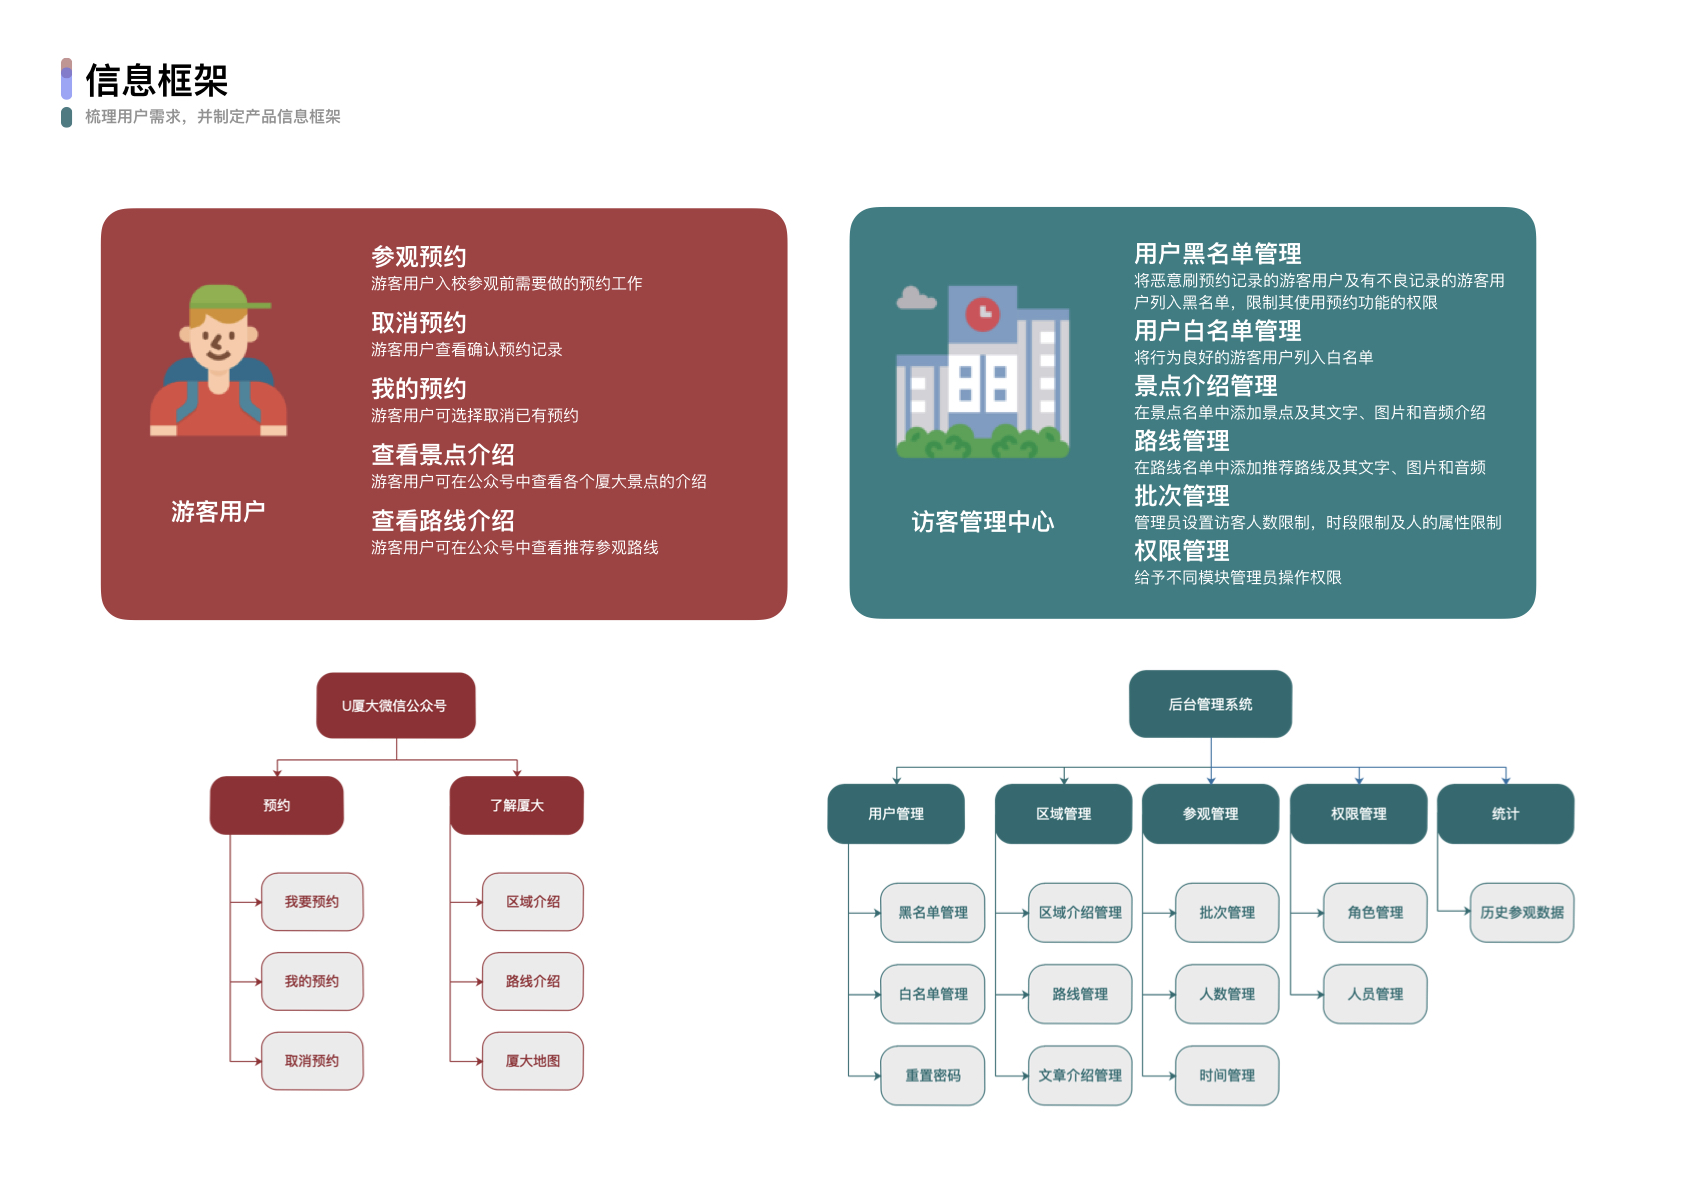 信息框架
梳理用户需求，并制定产品信息框架
参观预约
游客用户入校参观前需要做的预约工作
取消预约
游客用户查看确认预约记录
我的预约
游客用户可选择取消已有预约
查看景点介绍
游客用户可在公众号中查看各个厦大景点的介绍
查看路线介绍
游客用户可在公众号中查看推荐参观路线
游客用户
用户黑名单管理
将恶意刷预约记录的游客用户及有不良记录的游客用
户列入黑名单，限制其使用预约功能的权限
用户白名单管理
将行为良好的游客用户列入白名单
景点介绍管理
在景点名单中添加景点及其文字、图片和音频介绍
路线管理
在路线名单中添加推荐路线及其文字、图片和音频
批次管理
管理员设置访客人数限制，时段限制及人的属性限制
权限管理
给予不同模块管理员操作权限
访客管理中心
U厦大微信公众号
预约
了解厦大
我要预约
区域介绍
我的预约
路线介绍
取消预约
厦大地图
后台管理系统
用户管理
区域管理
参观管理
权限管理
统计
黑名单管理
区域介绍管理
批次管理
角色管理
历史参观数据
白名单管理
路线管理
人数管理
人员管理
重置密码
文章介绍管理
时间管理